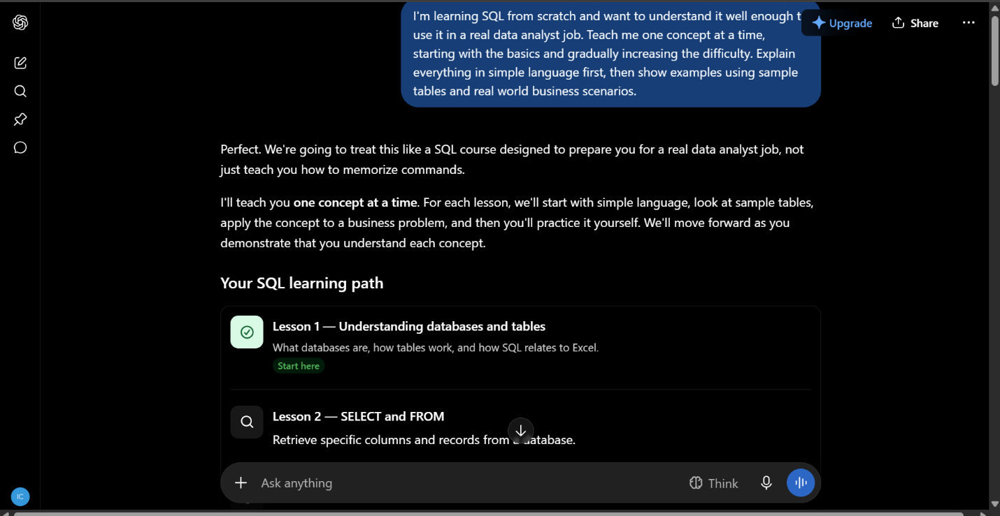 I'm learning SQL from scratch and want to understand it well enough t
use it in a real data analyst job. Teach me one concept at a time,
starting with the basics and gradually increasing the difficulty. Explain
everything in simple language first, then show examples using sample
tables and real world business scenarios.
Upgrade
Share
Perfect. We're going to treat this like a SQL course designed to prepare you for a real data analyst job, not
just teach you how to memorize commands.
I'll teach you one concept at a time. For each lesson, we'll start with simple language, look at sample tables,
apply the concept to a business problem, and then you'll practice it yourself. We'll move forward as you
demonstrate that you understand each concept.
Your SQL learning path
Lesson 1 — Understanding databases and tables
What databases are, how tables work, and how SQL relates to Excel.
Start here
Lesson 2 — SELECT and FROM
Retrieve specific columns and records from a database.
Ask anything
Think
IC